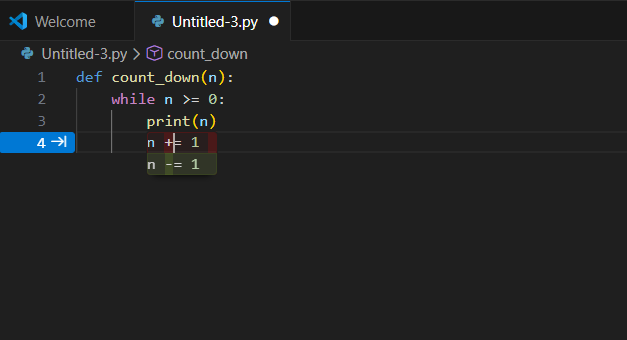 Welcome
Untitled-3.py
Untitled-3.py > count_down
1 def count_down(n):
2     while n >= 0:
3         print(n)
4         n += 1
        n -= 1